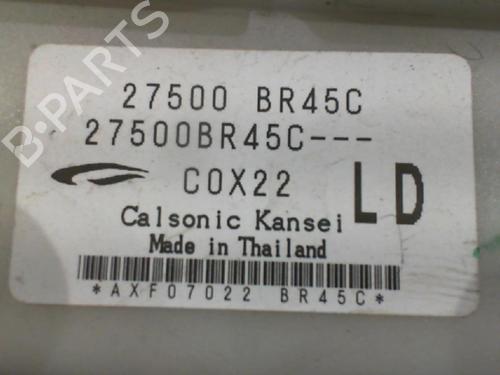 B-PARTS
27500 BR45C
27500BR45C---
COX22 LD
Calsonic Kansei
Made in Thailand
*AXF07022 BR45C*